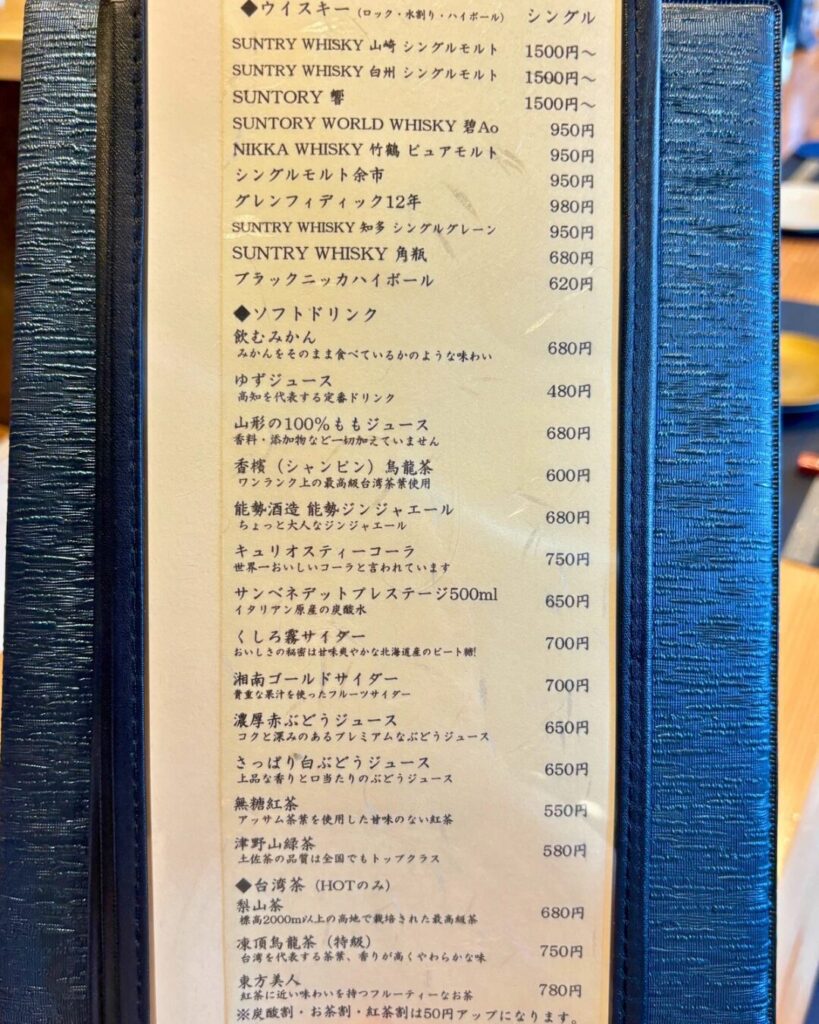 ◆ウイスキー (ロック・水割り・ハイボール) シングル
SUNTRY WHISKY 山崎 シングルモルト 1500円～
SUNTRY WHISKY 白州 シングルモルト 1500円～
SUNTORY 響 1500円～
SUNTORY WORLD WHISKY 碧Ao 950円
NIKKA WHISKY 竹鶴 ピュアモルト 950円
シングルモルト余市 950円
グレンフィディック12年 980円
SUNTRY WHISKY 知多 シングルグレーン 950円
SUNTRY WHISKY 角瓶 680円
ブラックニッカハイボール 620円
◆ソフトドリンク
飲むみかん 680円
みかんをそのまま食べているかのような味わい
ゆずジュース 480円
高知を代表する定番ドリンク
山形の100％ももジュース 680円
香料・添加物など一切加えていません
香檳（シャンピン）烏龍茶 600円
ワンランク上の最高級台湾茶葉使用
能勢酒造 能勢ジンジャエール 680円
ちょっと大人なジンジャエール
キュリオスティーコーラ 750円
世界一おいしいコーラと言われています
サンベネデットプレステージ500ml 650円
イタリアン原産の炭酸水
くしろ霧サイダー 700円
おいしさの秘密は甘味爽やかな北海道産のビート糖!
湘南ゴールドサイダー 700円
貴重な果汁を使ったフルーツサイダー
濃厚赤ぶどうジュース 650円
コクと深みのあるプレミアムなぶどうジュース
さっぱり白ぶどうジュース 650円
上品な香りと口当たりのぶどうジュース
無糖紅茶 550円
アッサム茶葉を使用した甘味のない紅茶
津野山緑茶 580円
土佐茶の品質は全国でもトップクラス
◆台湾茶（HOTのみ）
梨山茶 680円
標高2000m以上の高地で栽培された最高級茶
凍頂烏龍茶（特級） 750円
台湾を代表する茶葉、香りが高くやわらかな味
東方美人 780円
紅茶に近い味わいを持つフルーティーなお茶
※炭酸割・お茶割・紅茶割は50円アップになります。